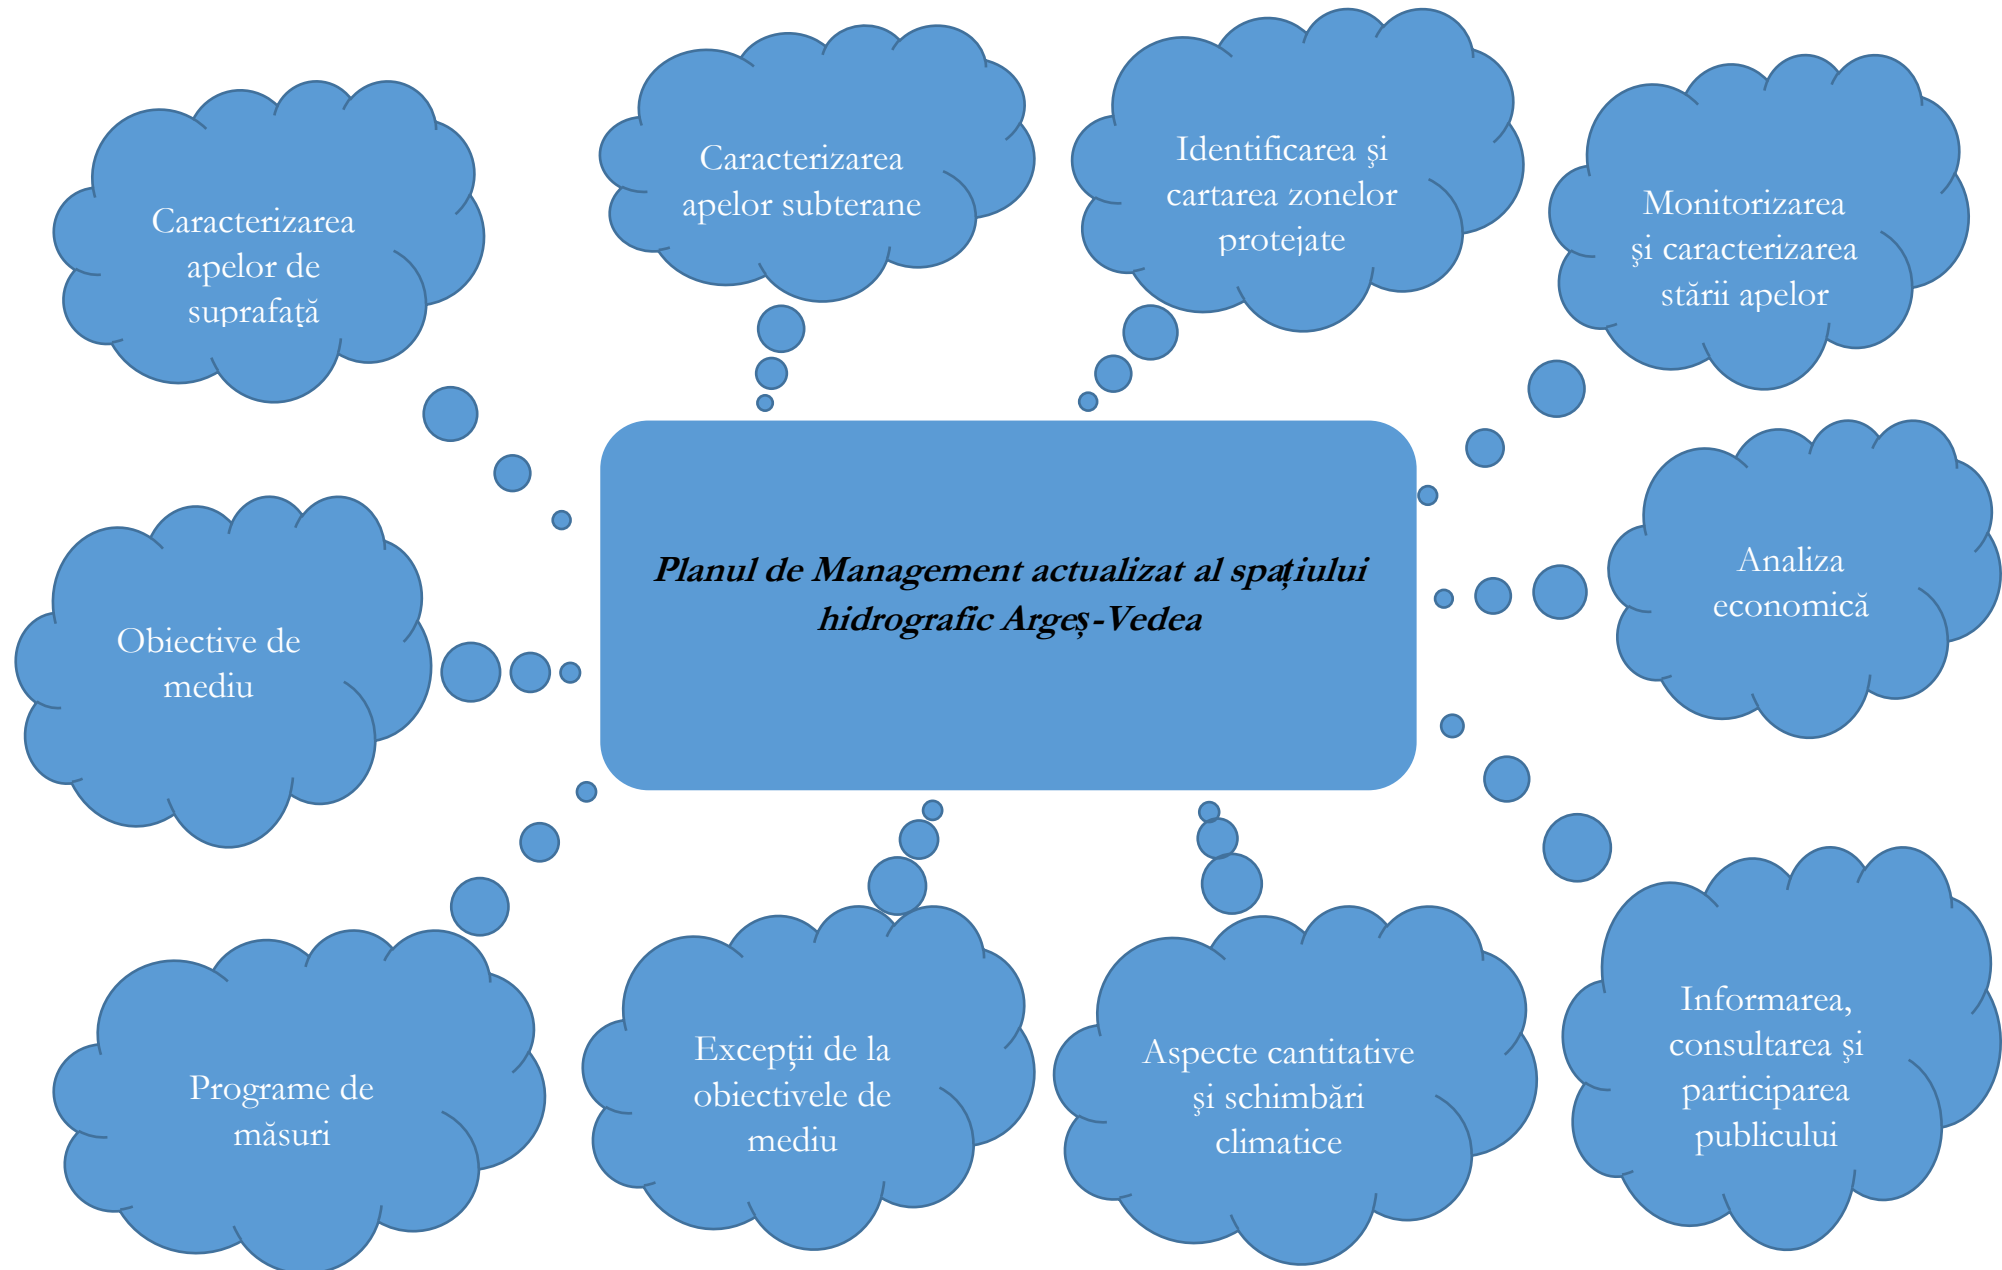 Caracterizarea
apelor de
suprafaţă
Caracterizarea
apelor subterane
Identificarea şi
cartarea zonelor
protejate
Monitorizarea
şi caracterizarea
stării apelor
Planul de Management actualizat al spațiului
hidrografic Argeș-Vedea
Analiza
economică
Obiective de
mediu
Programe de
măsuri
Excepţii de la
obiectivele de
mediu
Aspecte cantitative
şi schimbări
climatice
Informarea,
consultarea şi
participarea
publicului